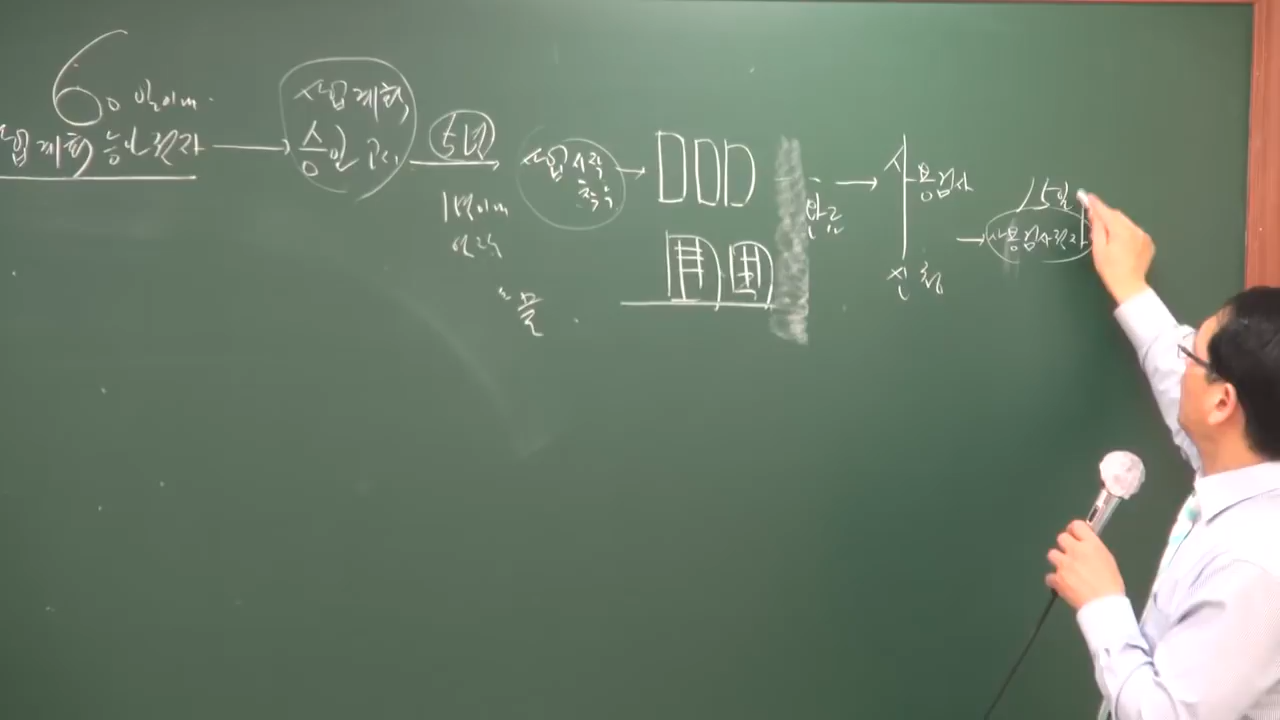 60일이내
사업계획승인권자
사업계획
승인고시
5년
1년이내
연장
사업시작
착수
완료
사용검사
신청
15일
사용검사권자